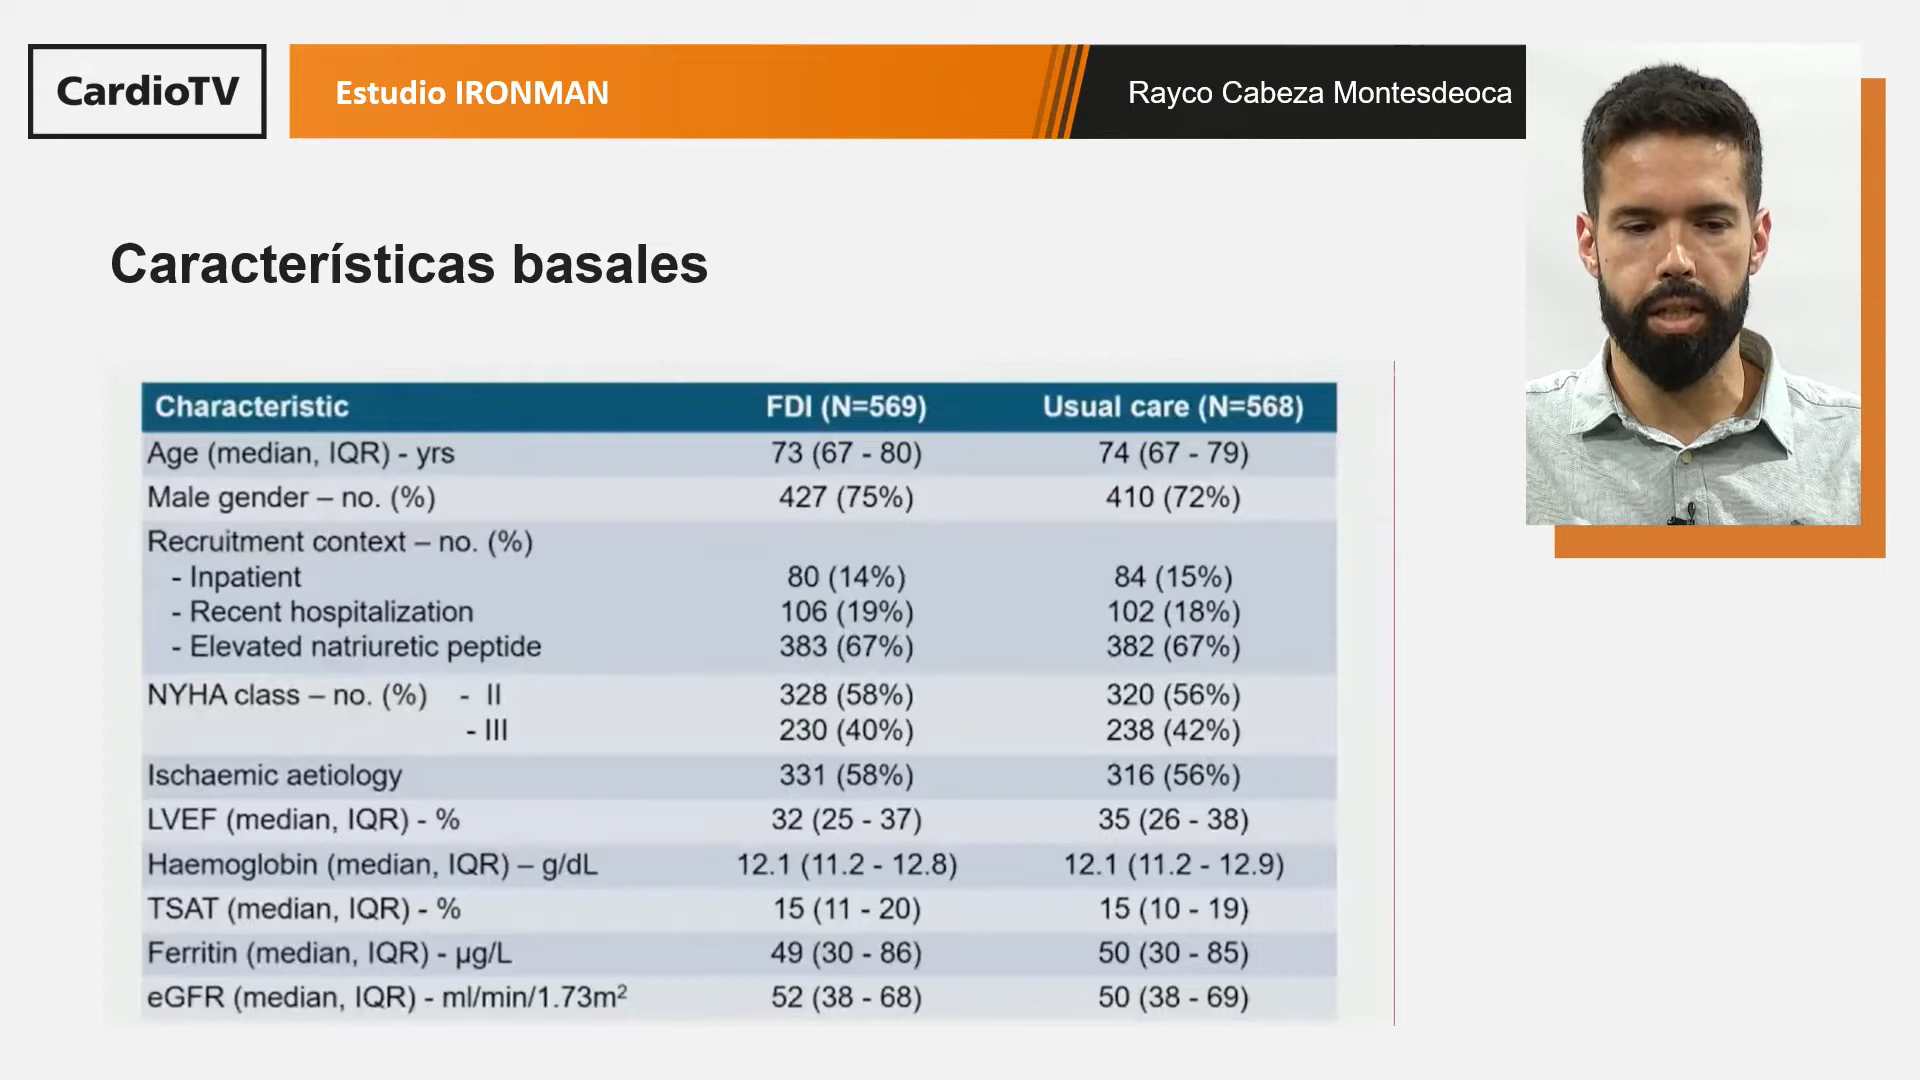 CardioTV
Estudio IRONMAN
Rayco Cabeza Montesdeoca
Características basales
Characteristic FDI (N=569) Usual care (N=568)
Age (median, IQR) - yrs 73 (67 - 80) 74 (67 - 79)
Male gender – no. (%) 427 (75%) 410 (72%)
Recruitment context – no. (%)
- Inpatient 80 (14%) 84 (15%)
- Recent hospitalization 106 (19%) 102 (18%)
- Elevated natriuretic peptide 383 (67%) 382 (67%)
NYHA class – no. (%) - II 328 (58%) 320 (56%)
- III 230 (40%) 238 (42%)
Ischaemic aetiology 331 (58%) 316 (56%)
LVEF (median, IQR) - % 32 (25 - 37) 35 (26 - 38)
Haemoglobin (median, IQR) – g/dL 12.1 (11.2 - 12.8) 12.1 (11.2 - 12.9)
TSAT (median, IQR) - % 15 (11 - 20) 15 (10 - 19)
Ferritin (median, IQR) - µg/L 49 (30 - 86) 50 (30 - 85)
eGFR (median, IQR) - ml/min/1.73m² 52 (38 - 68) 50 (38 - 69)